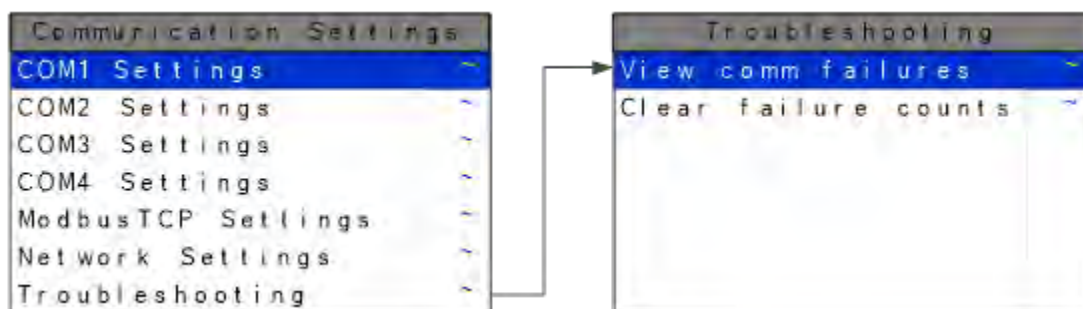 Communication Settings
COM1 Settings ~
COM2 Settings ~
COM3 Settings ~
COM4 Settings ~
ModbusTCP Settings ~
Network Settings ~
Troubleshooting ~
Troubleshooting
View comm failures ~
Clear failure counts ~